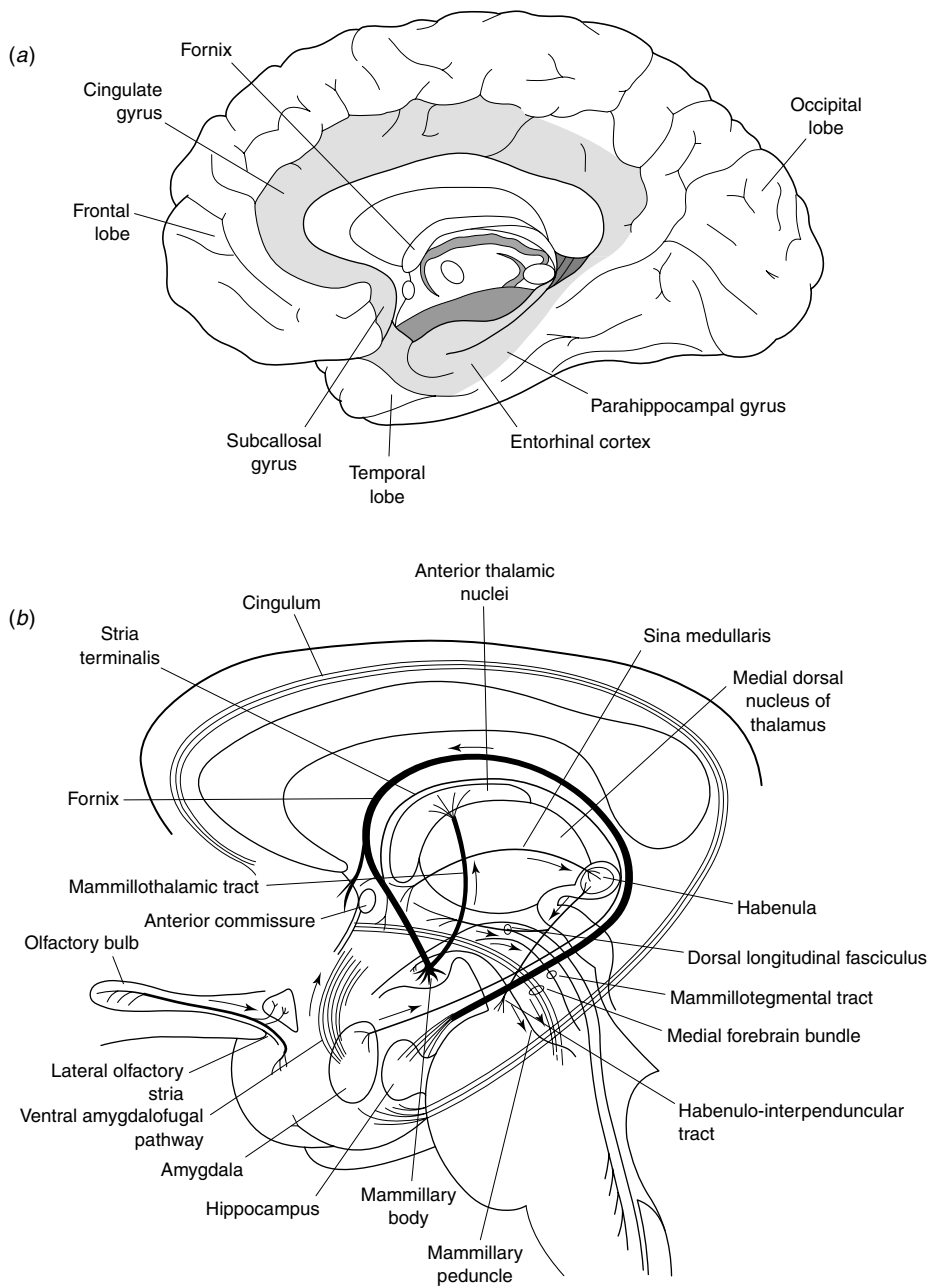 (a)
Fornix
Cingulate
gyrus
Occipital
lobe
Frontal
lobe
Parahippocampal gyrus
Entorhinal cortex
Subcallosal
gyrus
Temporal
lobe
(b)
Anterior thalamic
nuclei
Cingulum
Stria
terminalis
Sina medullaris
Medial dorsal
nucleus of
thalamus
Fornix
Mammillothalamic tract
Habenula
Anterior commissure
Olfactory bulb
Dorsal longitudinal fasciculus
Mammillotegmental tract
Medial forebrain bundle
Lateral olfactory
stria
Ventral amygdalofugal
pathway
Habenulo-interpenduncular
tract
Amygdala
Hippocampus
Mammillary
body
Mammillary
peduncle